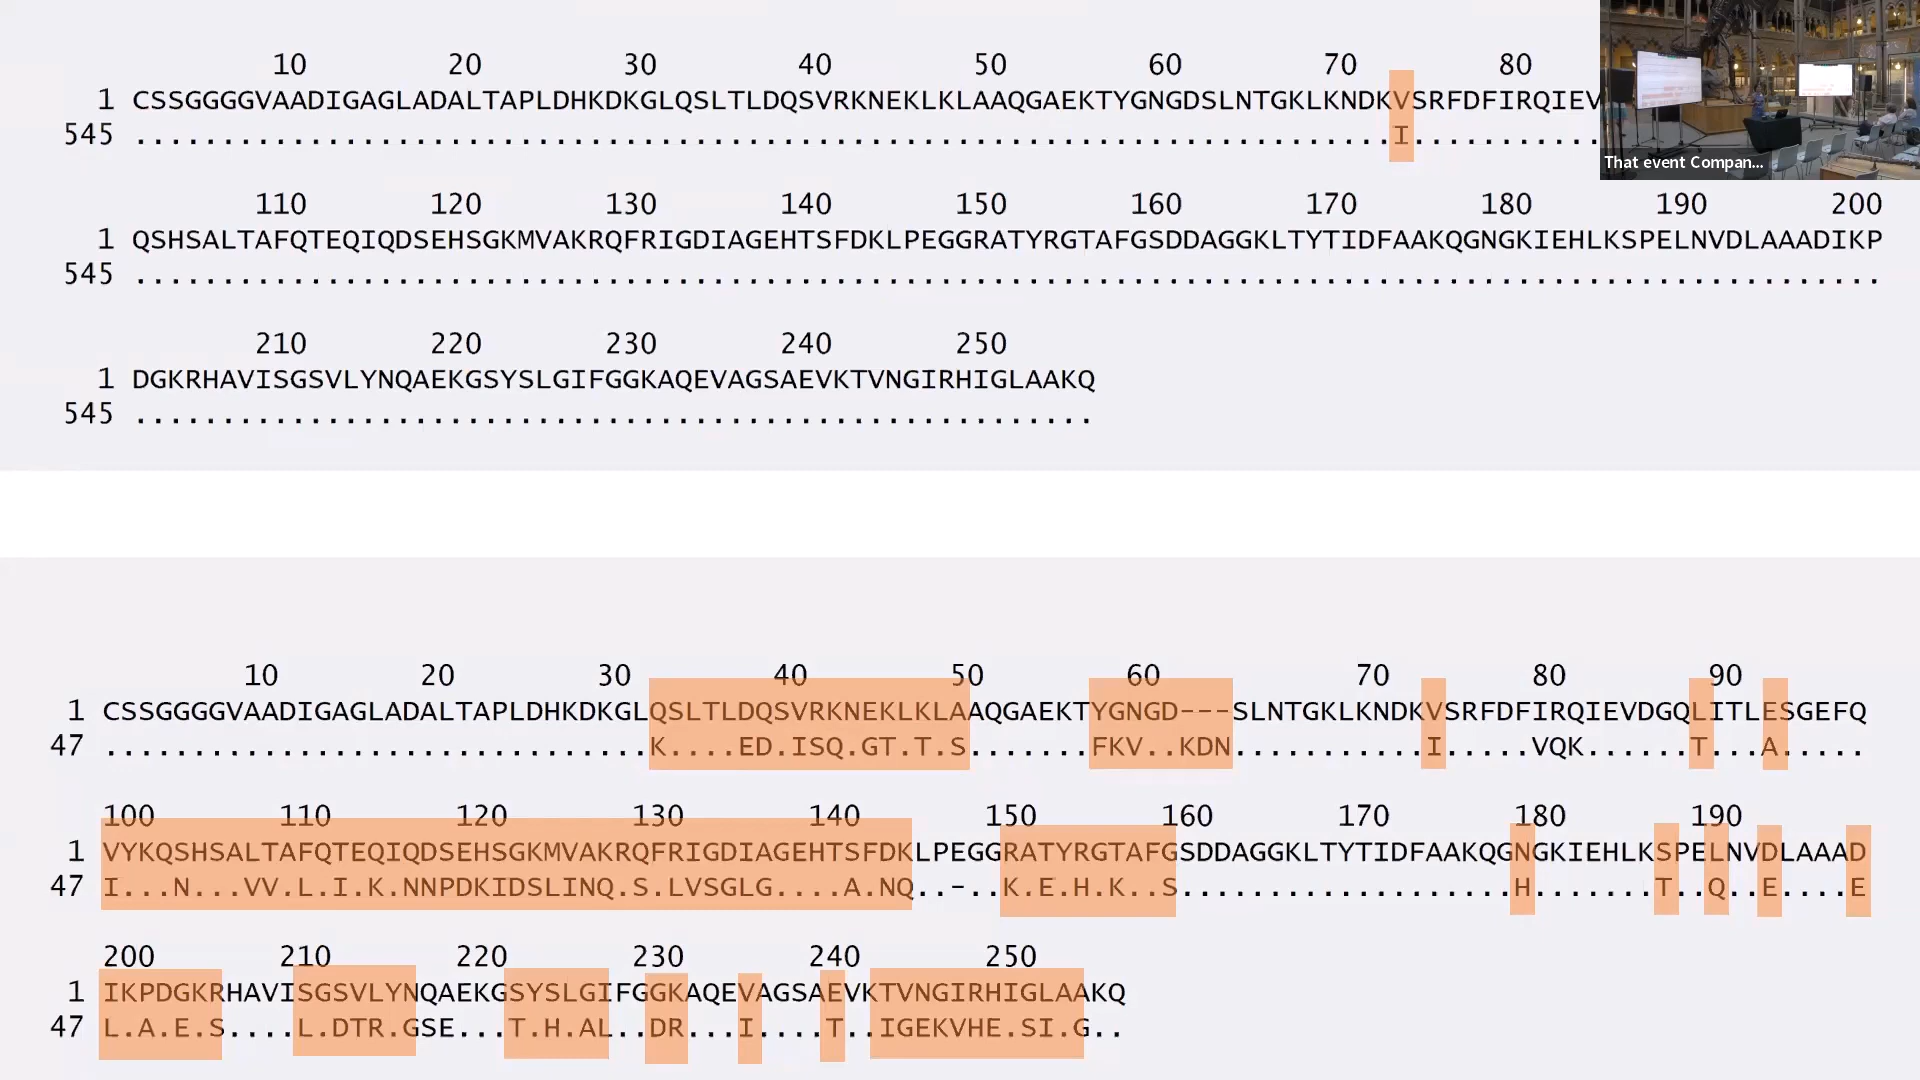 10 20 30 40 50 60 70 80
1 CSSGGGGVAADIGAGLADALTAPLDHKDKGLQSLTLDQSVRKNEKLKLAAQGAEKTYGNGDSLNTGKLKNDKVSRFDFIRQIEV
545 ........................................................................I...........
That event Compan...
110 120 130 140 150 160 170 180 190 200
1 QSHSALTAFQTEQIQDSEHSGKMVAKRQFRIGDIAGEHTSFDKLPEGGRATYRGTAFGSDDAGGKLTYTIDFAAKQGNGKIEHLKSPELNVDLAAADIKP
545 ....................................................................................................
210 220 230 240 250
1 DGKRHAVISGSVLYNQAEKGSYSLGIFGGKAQEVAGSAEVKTVNGIRHIGLAAKQ
545 .......................................................
10 20 30 40 50 60 70 80 90
1 CSSGGGGVAADIGAGLADALTAPLDHKDKGLQSLTLDQSVRKNEKLKLAAQGAEKTYGNGD---SLNTGKLKNDKVSRFDFIRQIEVDGQLITLESGEFQ
47 ...............................K....ED.ISQ.GT.T.S.......FKV..KDN...........I.....VQK......T...A.....
100 110 120 130 140 150 160 170 180 190
1 VYKQSHSALTAFQTEQIQDSEHSGKMVAKRQFRIGDIAGEHTSFDKLPEGGRATYRGTAFGSDDAGGKLTYTIDFAAKQGNGKIEHLKSPELNVDLAAAD
47 I...N...VV.L.I.K.NNPDKIDSLINQ.S.LVSGLG....A.NQ..-..K.E.H.K..S...................H.......T..Q..E....E
200 210 220 230 240 250
1 IKPDGKRHAVISGSVLYNQAEKGSYSLGIFGGKAQEVAGSAEVKTVNGIRHIGLAAKQ
47 L.A.E.S....L.DTR.GSE...T.H.AL..DR...I....T..IGEKVHE.SI.G..